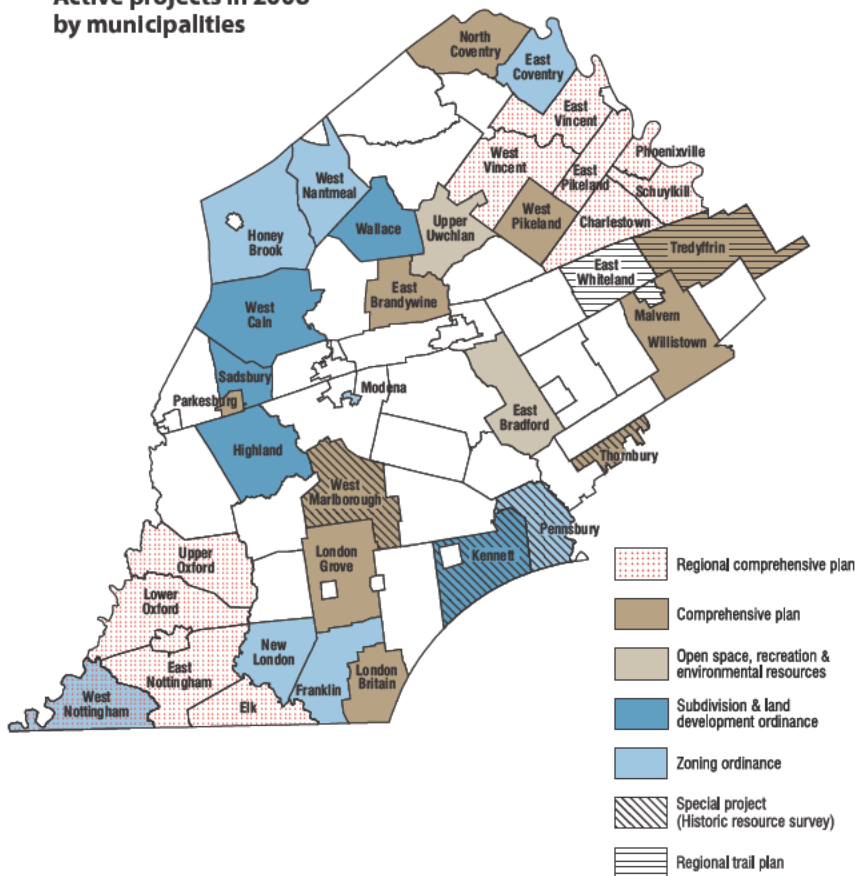 Active projects in 2008
by municipalities
North
Coventry
East
Coventry
East
Vincent
West
Vincent
Phoenixville
East
Pikeland
Schuylkill
West
Nantmeal
Wallace
Upper
Uwchlan
West
Pikeland
Charlestown
Honey
Brook
Tredyffrin
East
Whiteland
East
Brandywine
West
Caln
Malvern
Willistown
Sadsbury
Modena
Parkesburg
East
Bradford
Highland
Thornbury
West
Marlborough
Pennsbury
Upper
Oxford
London
Grove
Kennett
Lower
Oxford
New
London
East
Nottingham
London
Britain
Franklin
West
Nottingham
Elk
Regional comprehensive plan
Comprehensive plan
Open space, recreation &
environmental resources
Subdivision & land
development ordinance
Zoning ordinance
Special project
(Historic resource survey)
Regional trail plan